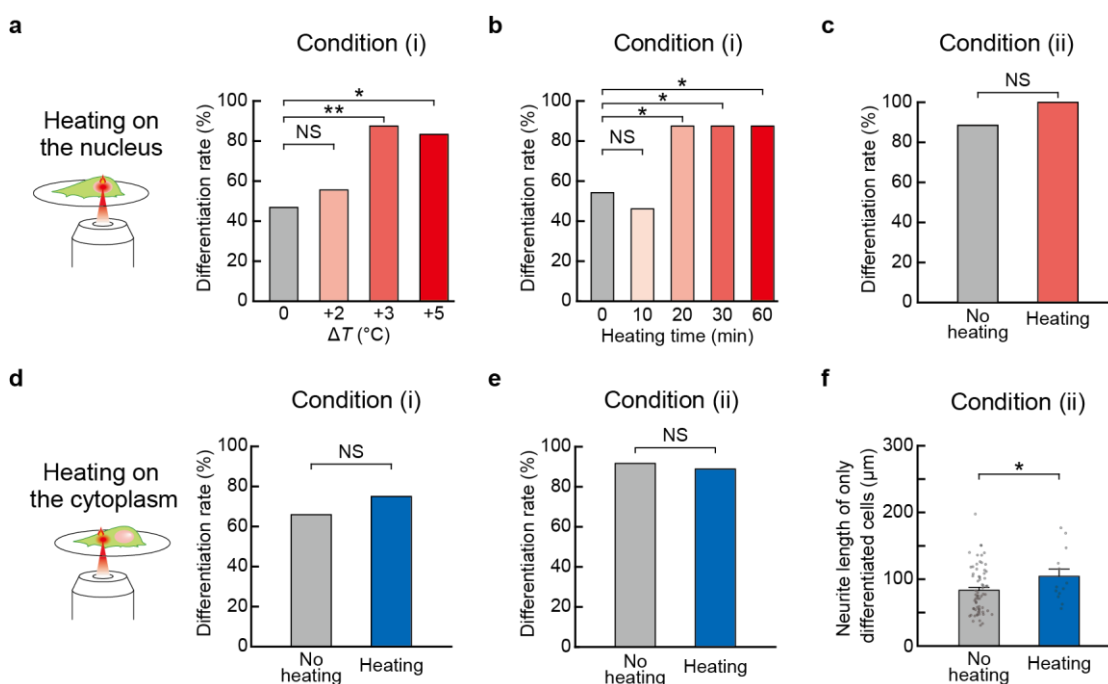 a
Condition (i)
Heating on
the nucleus
Differentiation rate (%)
100
80
60
40
20
0
NS
**
*
0 +2 +3 +5
ΔT (°C)
b
Condition (i)
Differentiation rate (%)
100
80
60
40
20
0
NS
*
*
*
0 10 20 30 60
Heating time (min)
c
Condition (ii)
Differentiation rate (%)
100
80
60
40
20
0
NS
No
heating
Heating
d
Condition (i)
Heating on
the cytoplasm
Differentiation rate (%)
100
80
60
40
20
0
NS
No
heating
Heating
e
Condition (ii)
Differentiation rate (%)
100
80
60
40
20
0
NS
No
heating
Heating
f
Condition (ii)
Neurite length of only
differentiated cells (µm)
300
200
100
0
*
No
heating
Heating